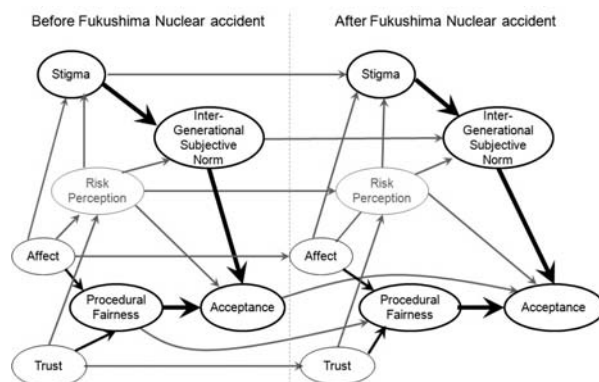 Before Fukushima Nuclear accident
After Fukushima Nuclear accident
Stigma
Inter-
Generational
Subjective
Norm
Risk
Perception
Affect
Procedural
Fairness
Acceptance
Trust
Stigma
Inter-
Generational
Subjective
Norm
Risk
Perception
Affect
Procedural
Fairness
Acceptance
Trust